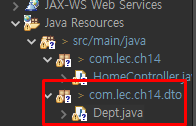 JAX-WS Web Services
Java Resources
> src/main/java
> com.lec.ch14
> HomeController.ja
> com.lec.ch14.dto
> Dept.java